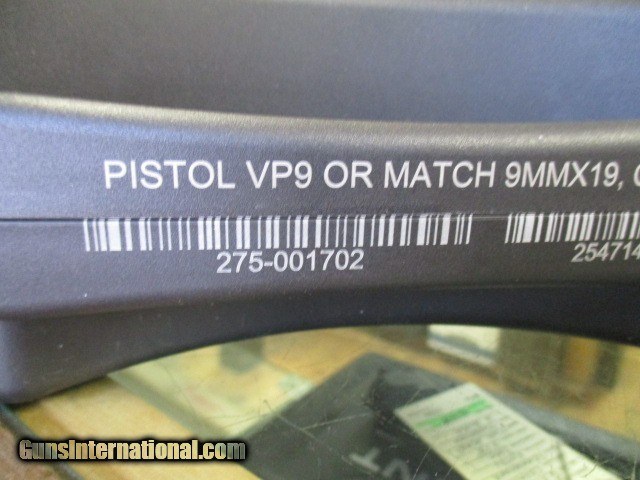 PISTOL VP9 OR MATCH 9MMX19,
275-001702
254714
GunsInternational.com